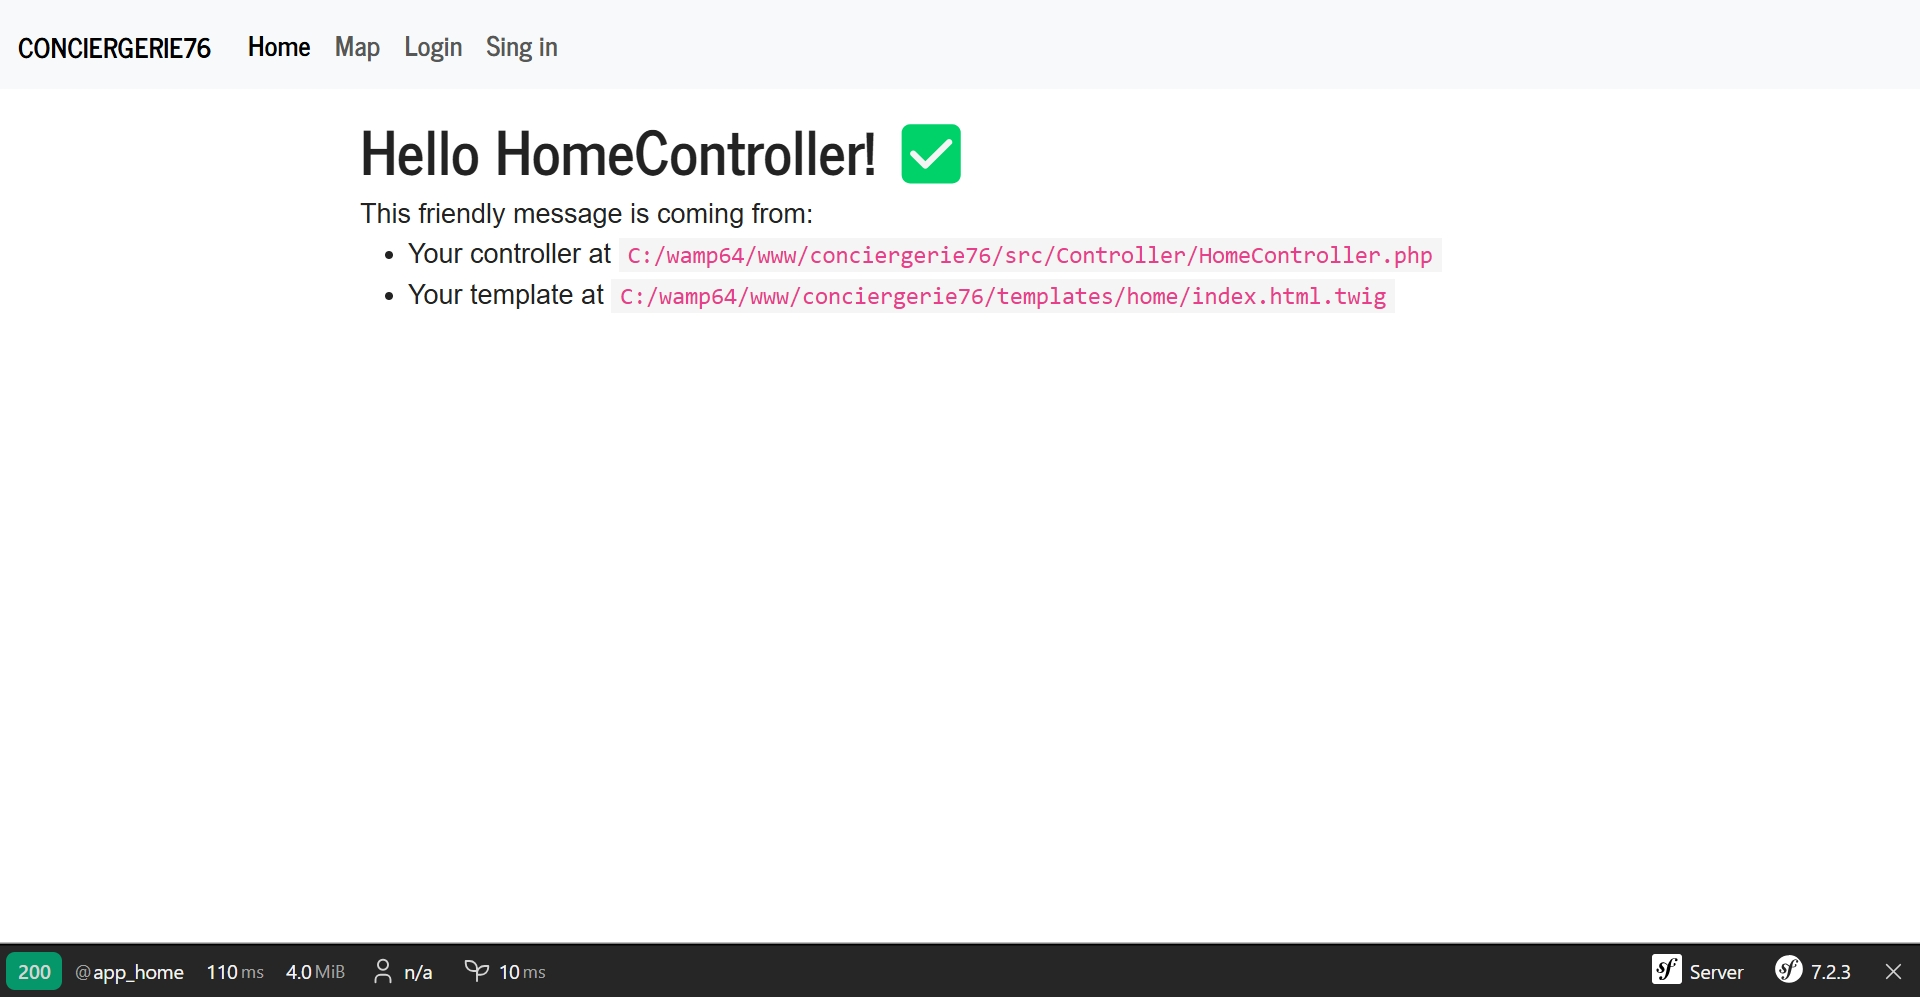 CONCIERGERIE76 Home Map Login Sing in
Hello HomeController! ✅
This friendly message is coming from:
• Your controller at C:/wamp64/www/conciergerie76/src/Controller/HomeController.php
• Your template at C:/wamp64/www/conciergerie76/templates/home/index.html.twig
200 @app_home 110 ms 4.0 MiB n/a 10 ms sf Server sf 7.2.3